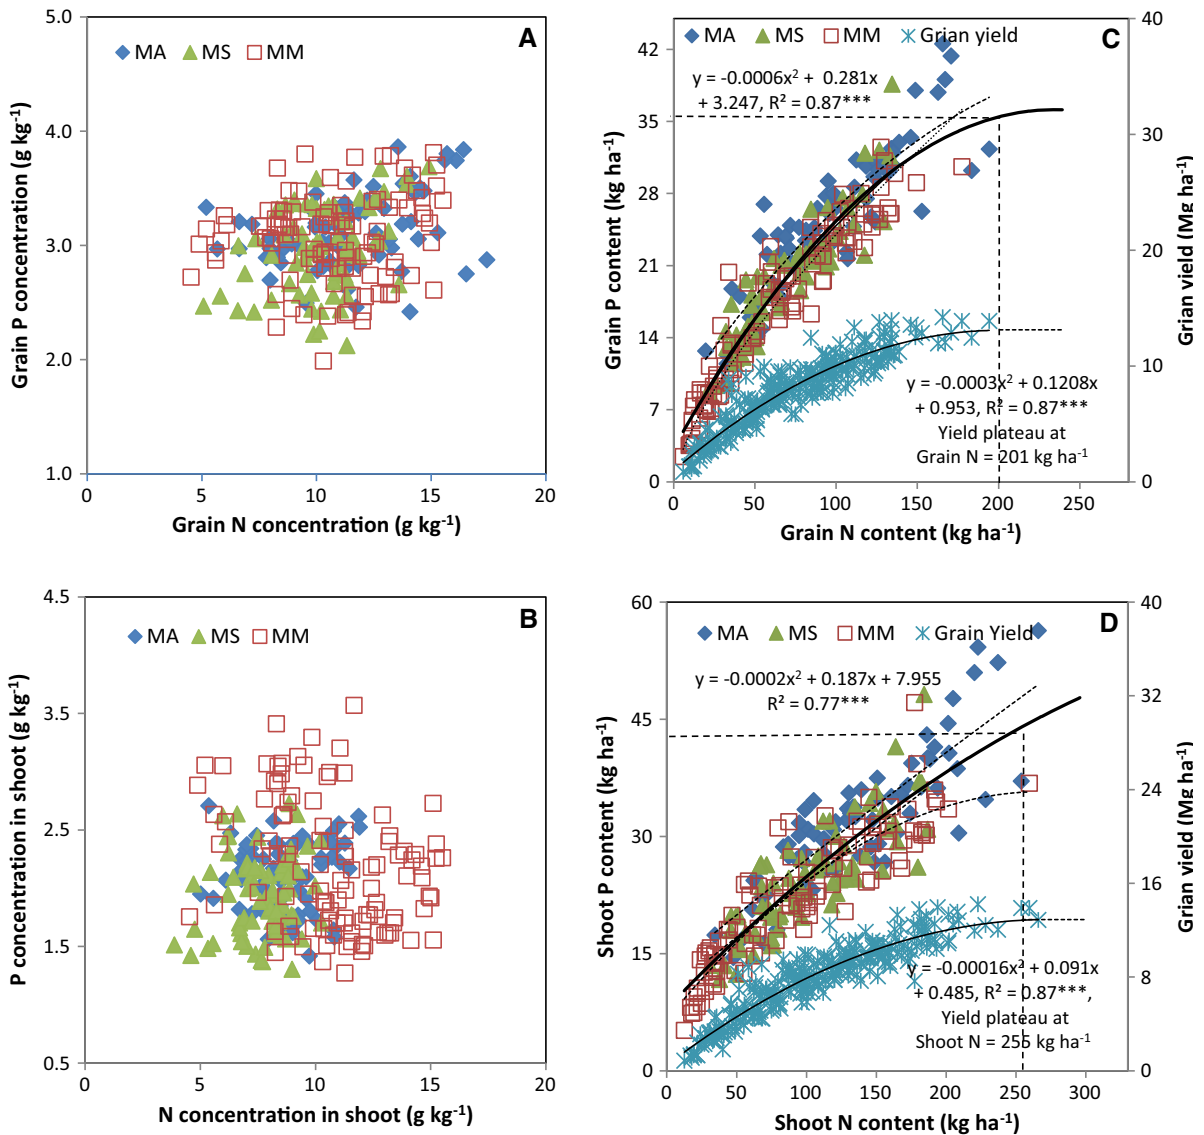 5.0
4.0
3.0
2.0
1.0
0
5
10
15
20
Grain P concentration (g kg⁻¹)
Grain N concentration (g kg⁻¹)
MA MS MM
A
42
35
28
21
14
7
0
0
50
100
150
200
250
40
30
20
10
0
Grain P content (kg ha⁻¹)
Grain N content (kg ha⁻¹)
Grian yield (Mg ha⁻¹)
MA MS MM Grian yield
C
y = -0.0006x² + 0.281x
+ 3.247, R² = 0.87***
y = -0.0003x² + 0.1208x
+ 0.953, R² = 0.87***
Yield plateau at
Grain N = 201 kg ha⁻¹
4.5
3.5
2.5
1.5
0.5
0
5
10
15
20
P concentration in shoot (g kg⁻¹)
N concentration in shoot (g kg⁻¹)
MA MS MM
B
60
45
30
15
0
0
50
100
150
200
250
300
40
32
24
16
8
0
Shoot P content (kg ha⁻¹)
Shoot N content (kg ha⁻¹)
Grian yield (Mg ha⁻¹)
MA MS MM Grain Yield
D
y = -0.0002x² + 0.187x + 7.955
R² = 0.77***
y = -0.00016x² + 0.091x
+ 0.485, R² = 0.87***,
Yield plateau at
Shoot N = 255 kg ha⁻¹